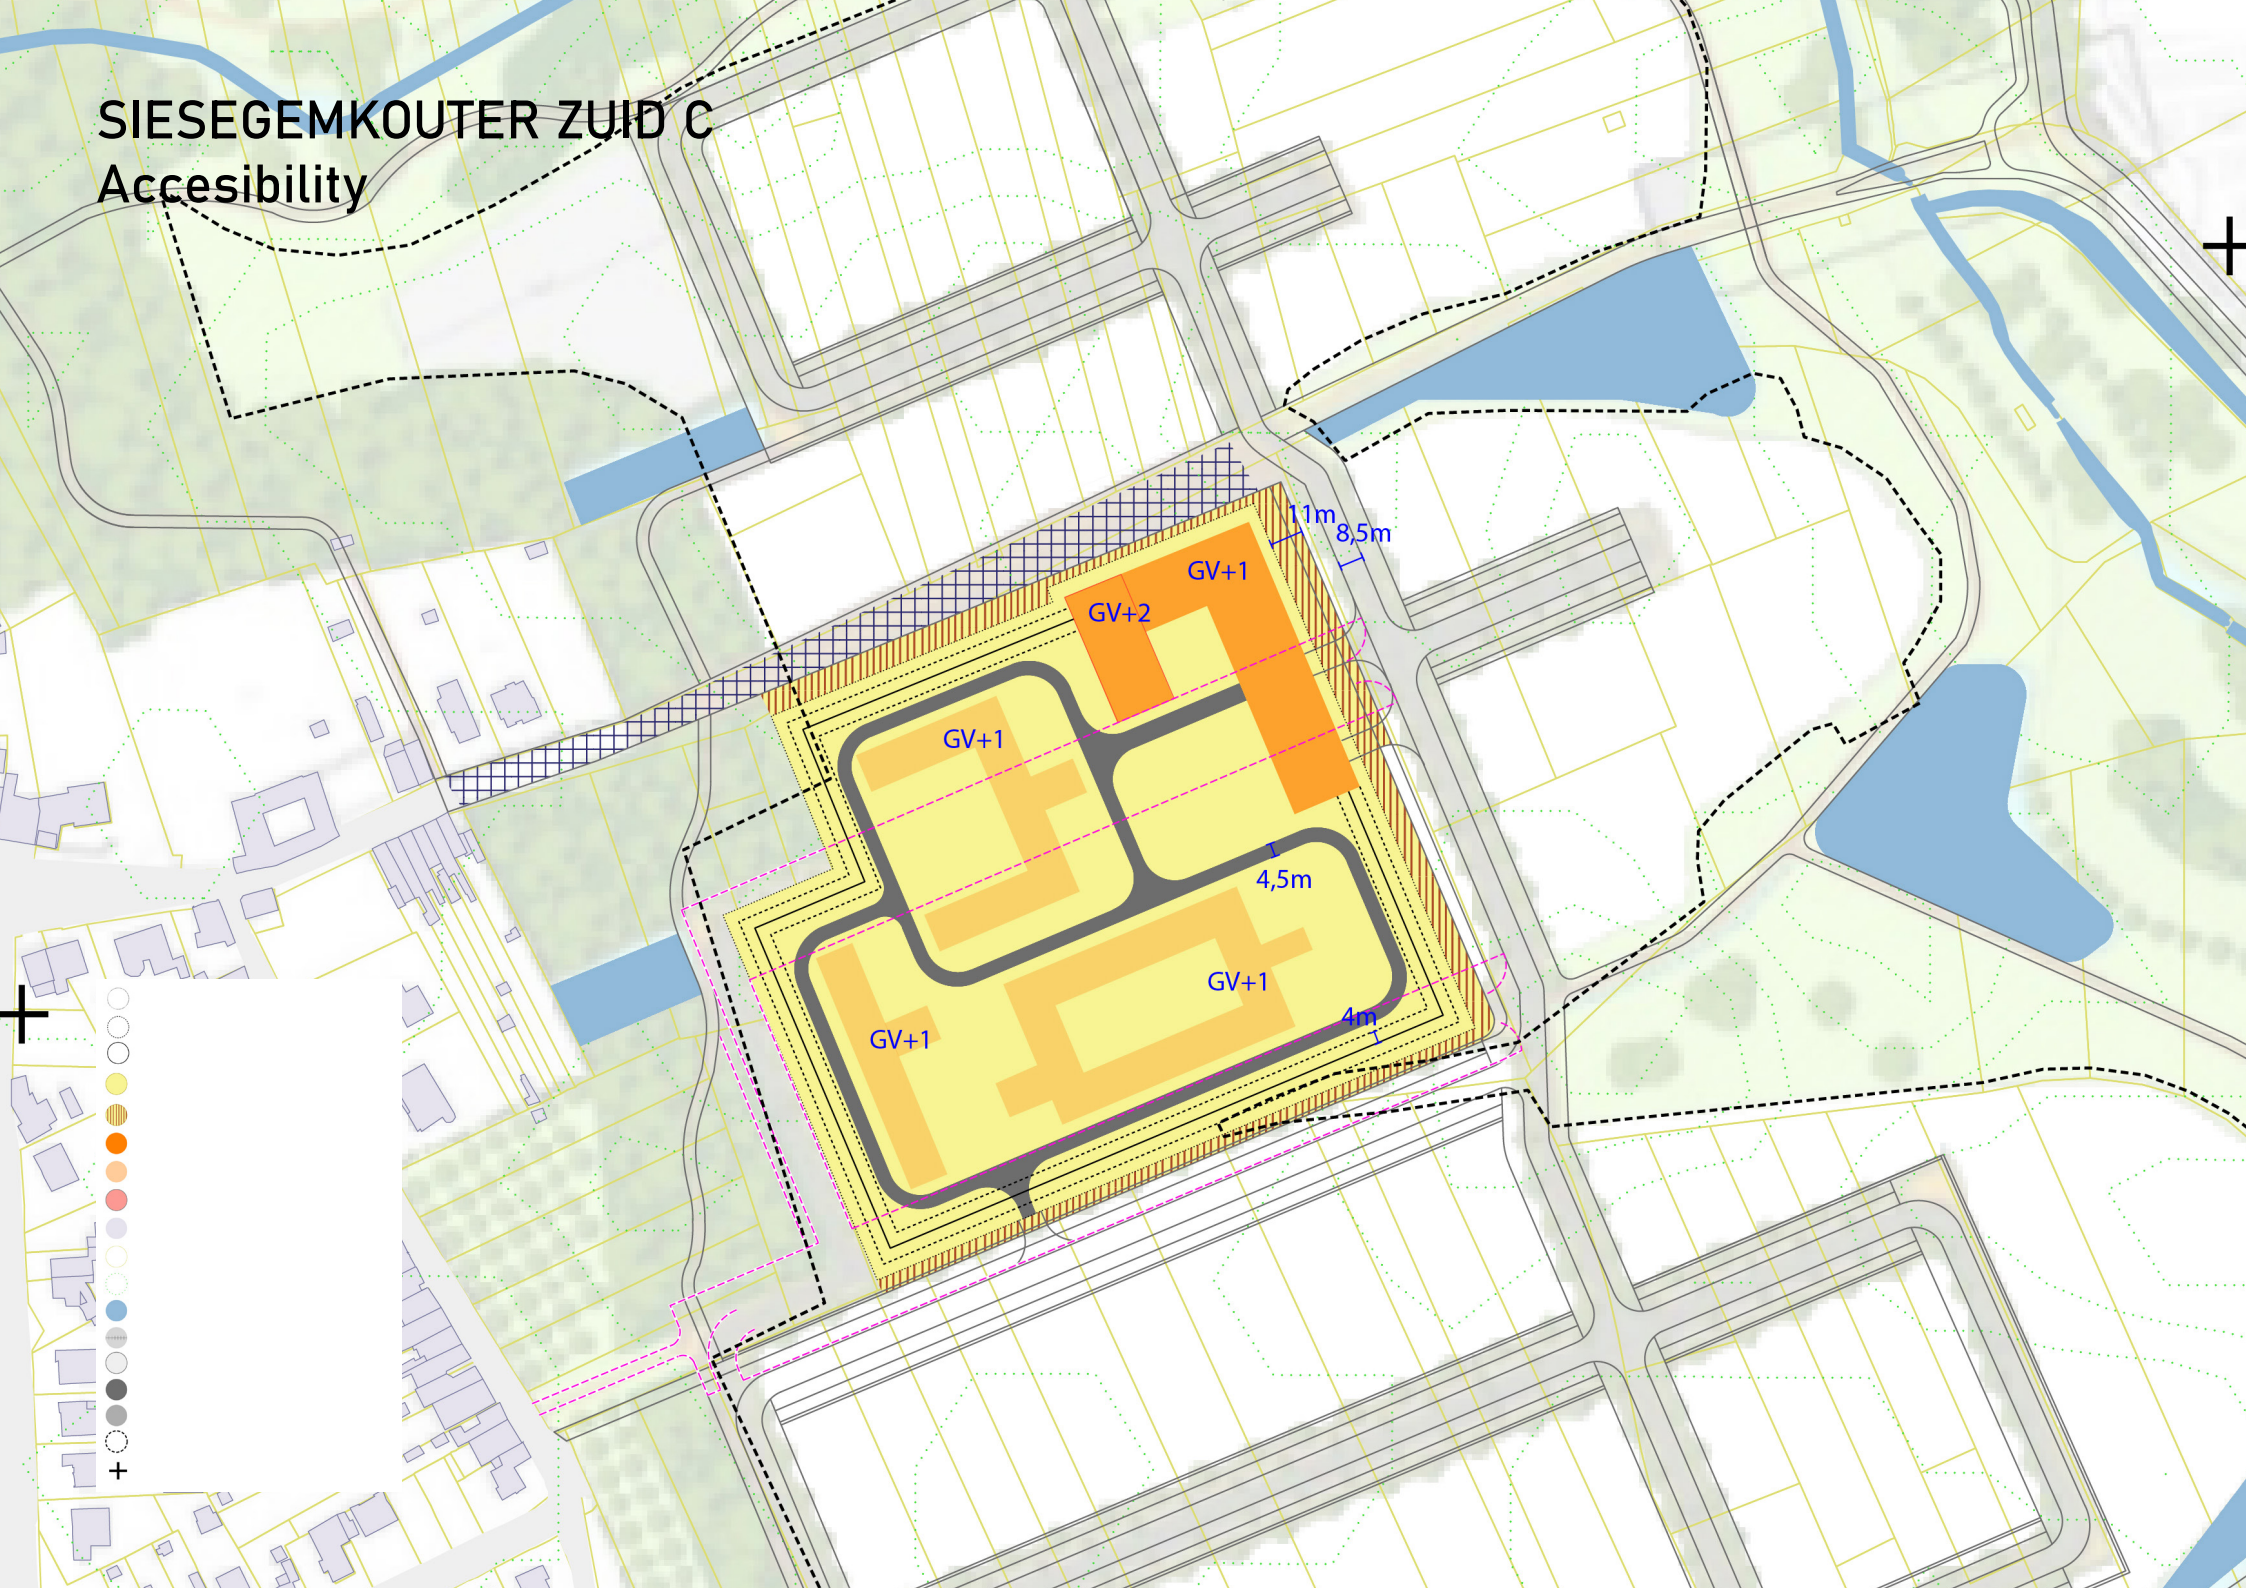 SIESEGEMKOUTER ZUID C
Accesibility
11m
8,5m
GV+1
GV+2
GV+1
4,5m
GV+1
4m
GV+1